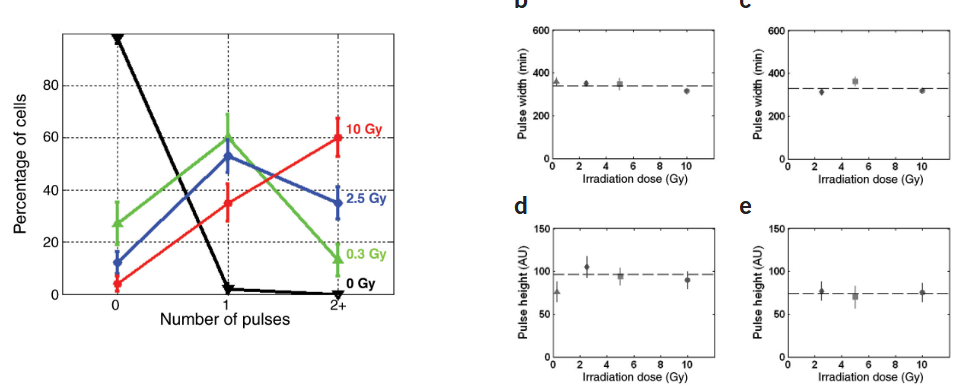 Percentage of cells
80
60
40
20
0
10 Gy
2.5 Gy
0.3 Gy
0 Gy
0 1 2+
Number of pulses
b
Pulse width (min)
600
400
200
0
0 2 4 6 8 10
Irradiation dose (Gy)
c
Pulse width (min)
600
400
200
0
0 2 4 6 8 10
Irradiation dose (Gy)
d
Pulse height (AU)
150
100
50
0
0 2 4 6 8 10
Irradiation dose (Gy)
e
Pulse height (AU)
150
100
50
0
0 2 4 6 8 10
Irradiation dose (Gy)